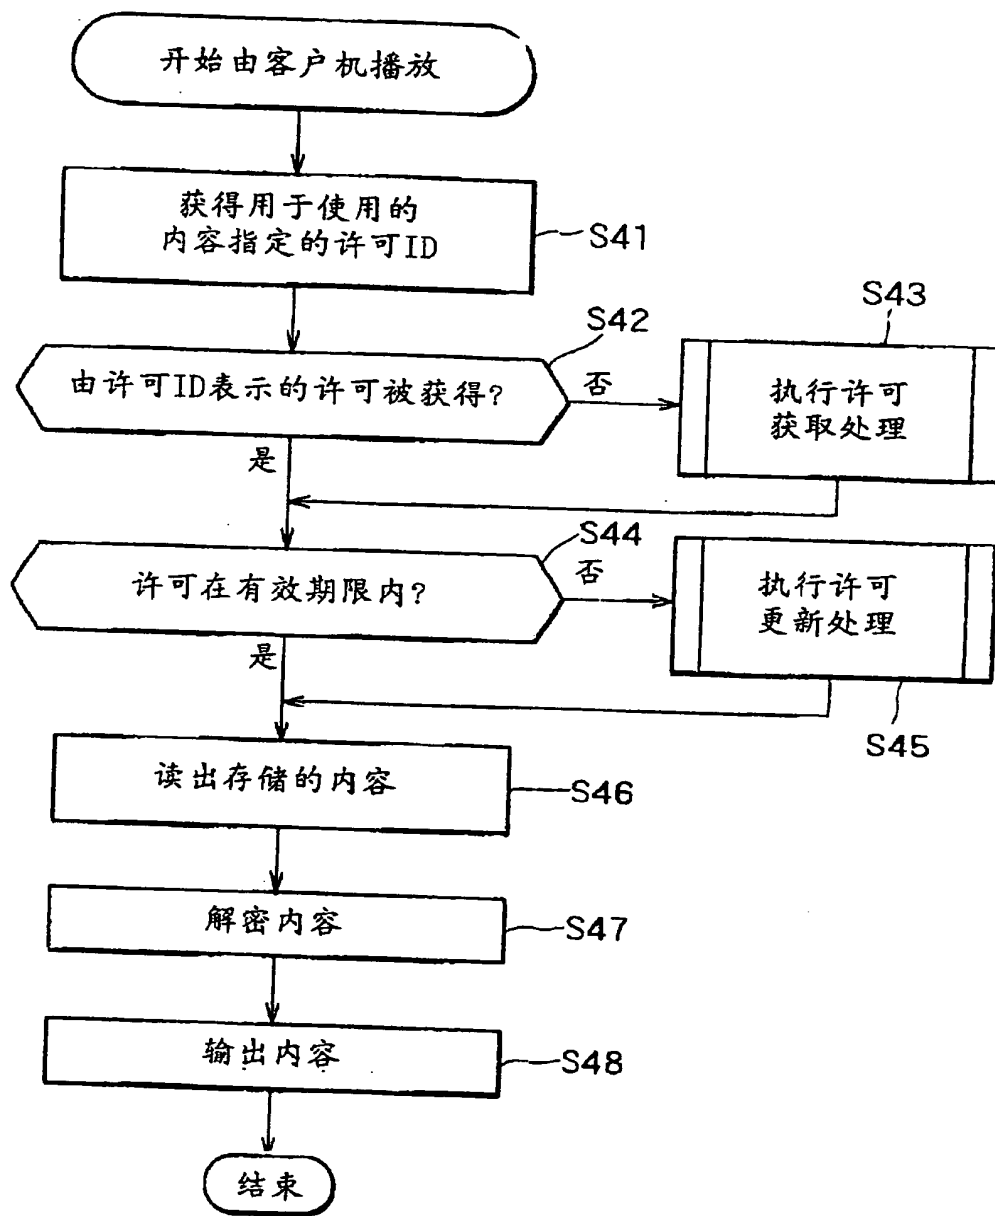 开始由客户机播放
获得用于使用的
内容指定的许可ID
S41
S42
S43
由许可ID表示的许可被获得?
否
执行许可
获取处理
是
S44
许可在有效期限内?
否
执行许可
更新处理
是
S45
读出存储的内容
S46
解密内容
S47
输出内容
S48
结束